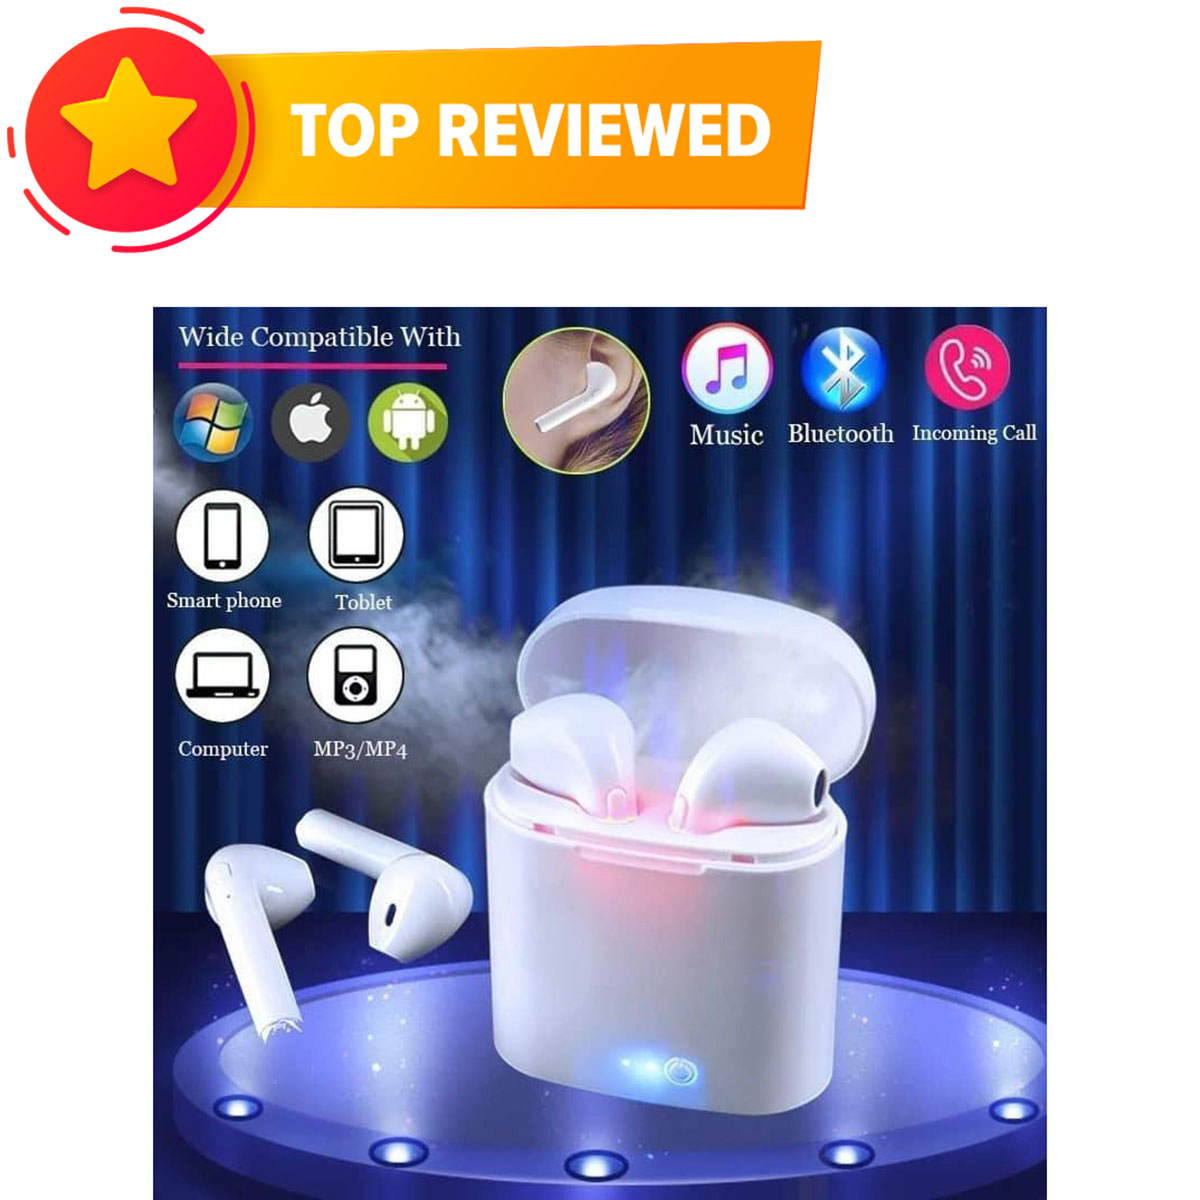 TOP REVIEWED
Wide Compatible With
Music
Bluetooth
Incoming Call
Smart phone
Toblet
Computer
MP3/MP4